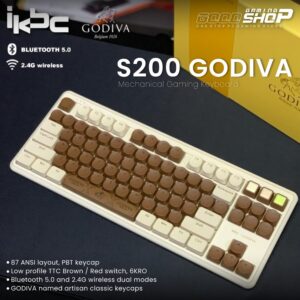 ikbc
GODIVA
Belgium 1926
GAMING
SHOP
BLUETOOTH 5.0
2.4G wireless
S200 GODIVA
Mechanical Gaming Keyboard
• 87 ANSI layout, PBT keycap
• Low profile TTC Brown / Red switch, 6KRO
• Bluetooth 5.0 and 2.4G wireless dual modes
• GODIVA named artisan classic keycaps